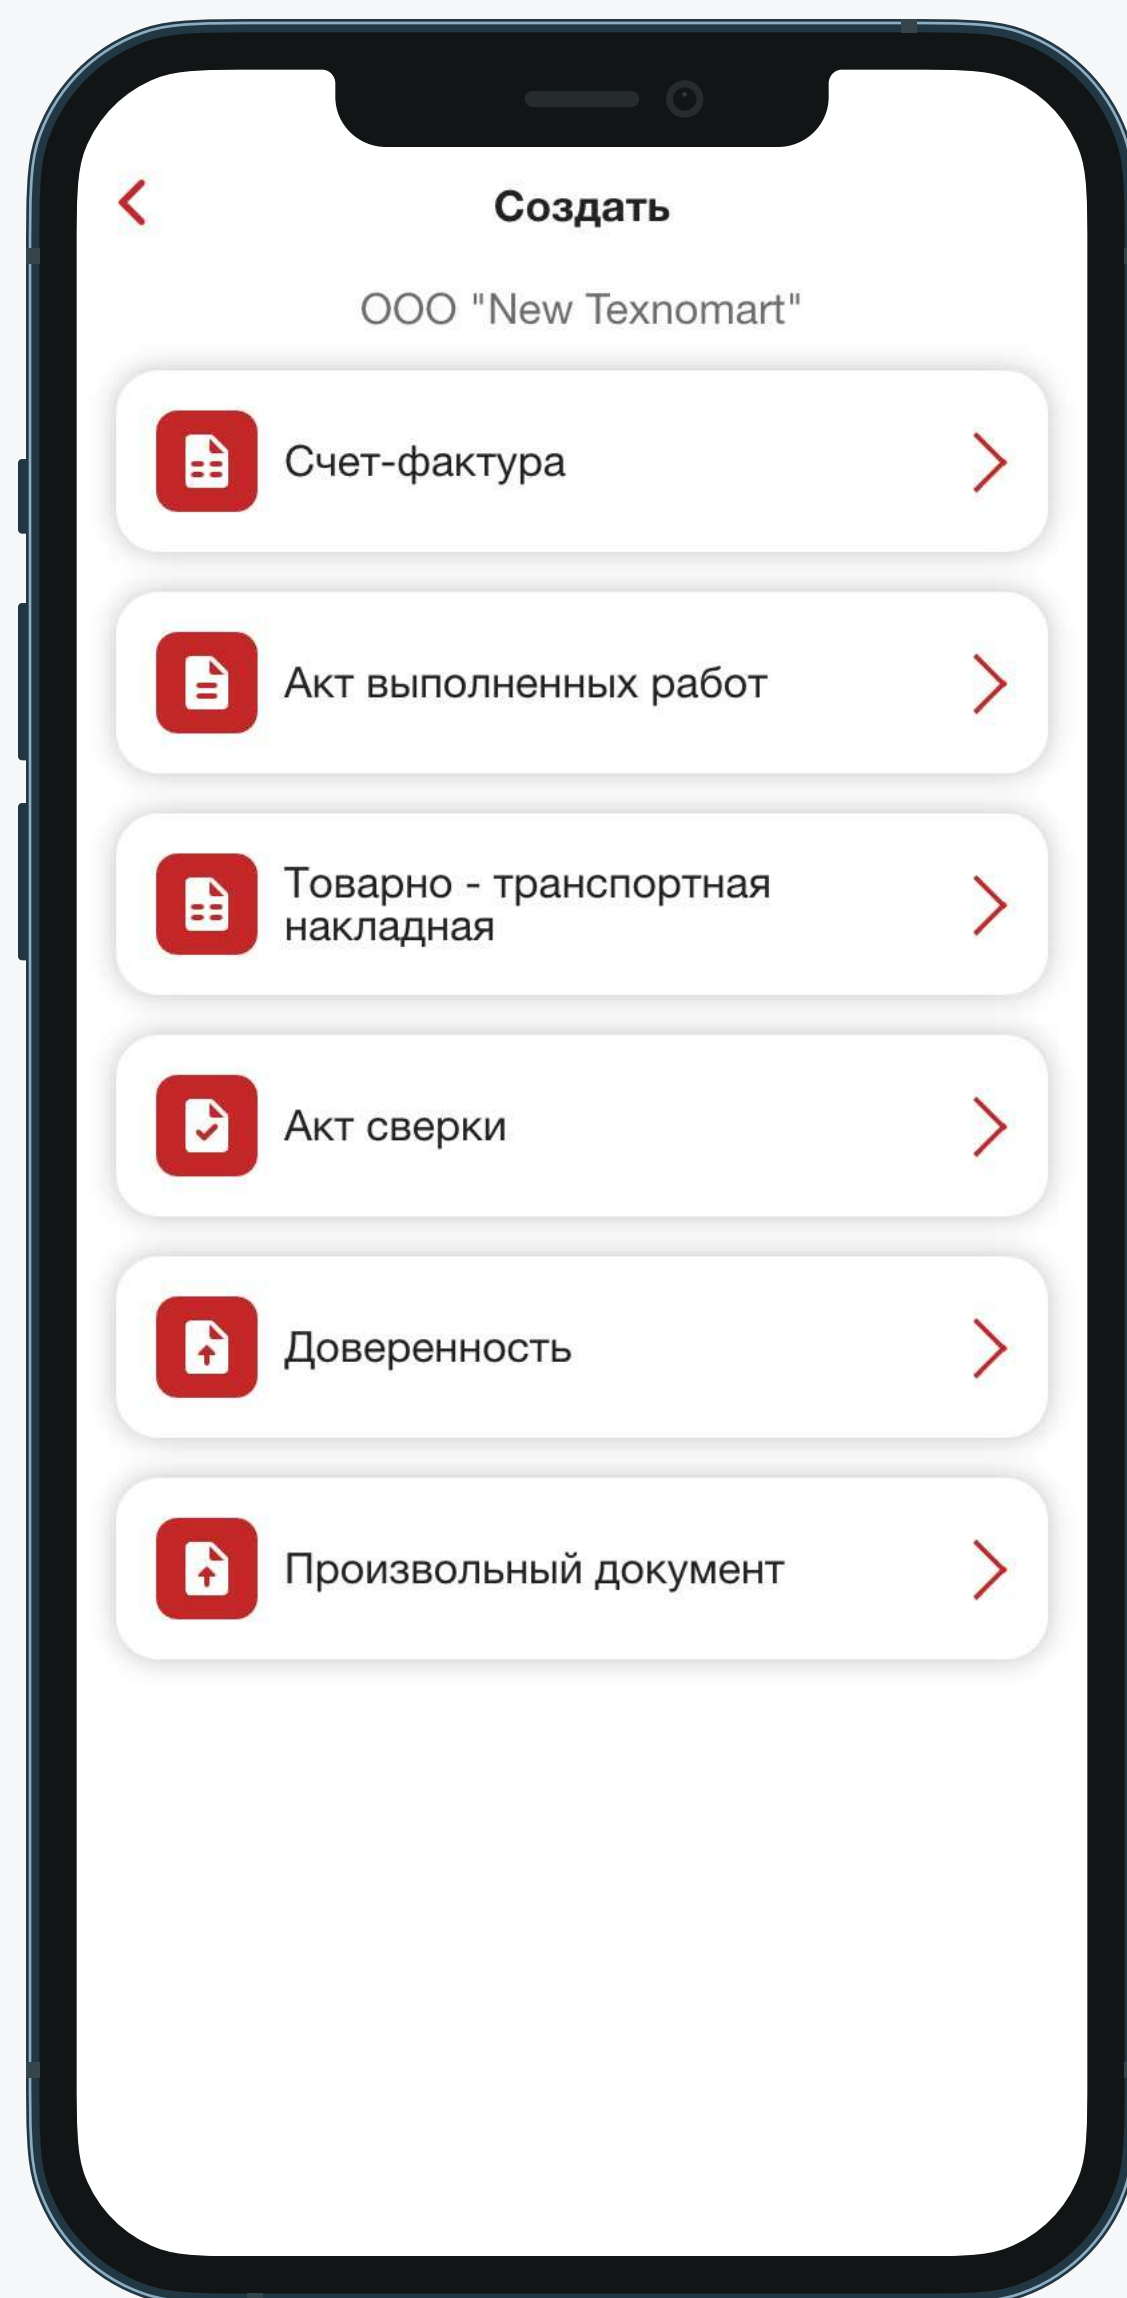 Создать
ООО "New Texnomart"
Счет-фактура
Акт выполненных работ
Товарно - транспортная
накладная
Акт сверки
Доверенность
Произвольный документ